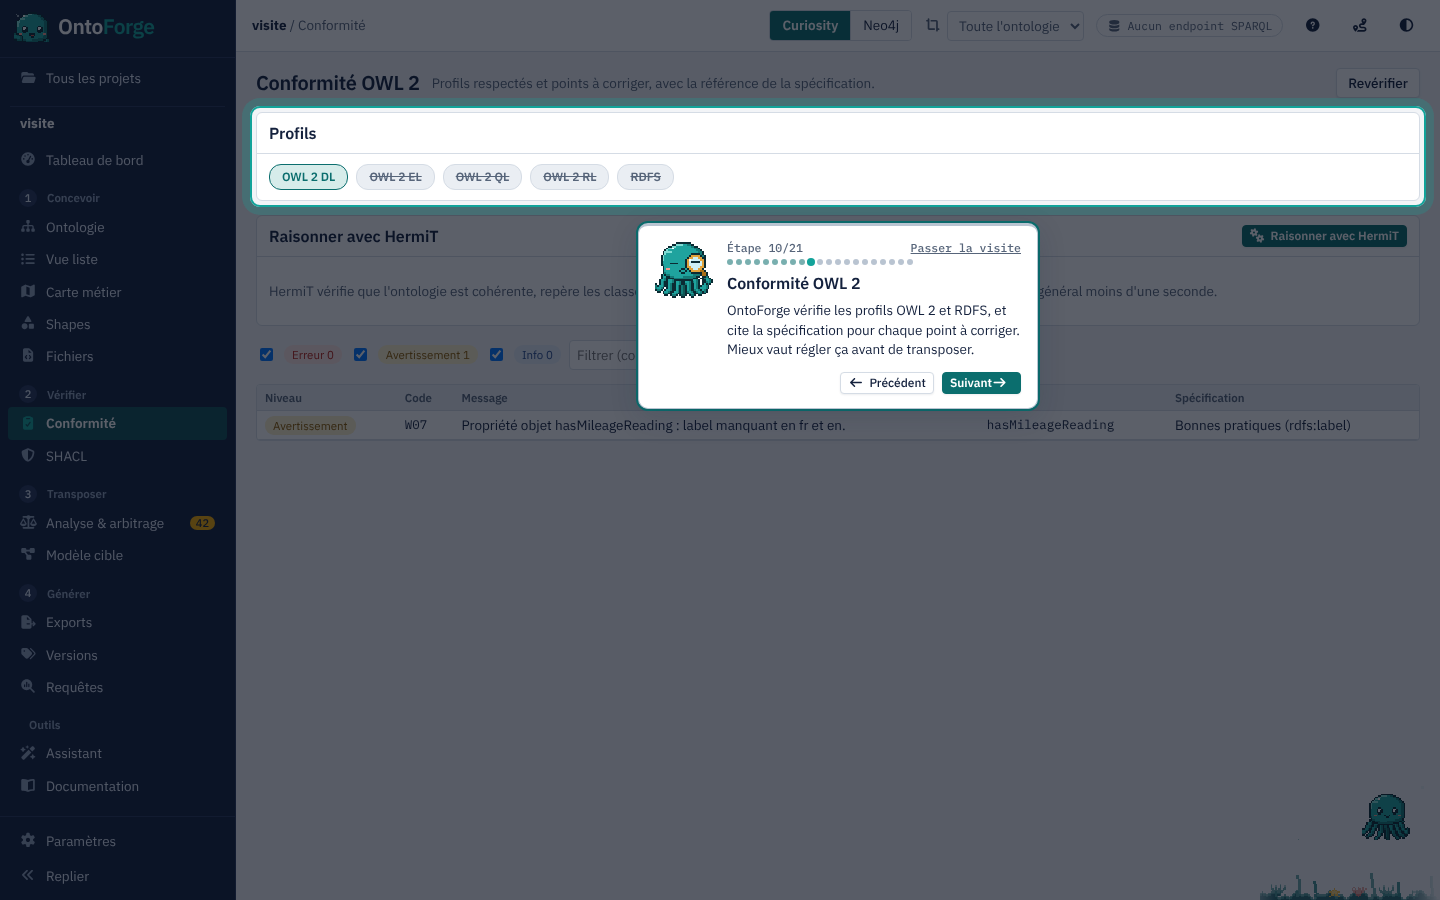 OntoForge
visite / Conformité
Curiosity
Neo4j
Toute l'ontologie
Aucun endpoint SPARQL
Tous les projets
visite
Tableau de bord
1 Concevoir
Ontologie
Vue liste
Carte métier
Shapes
Fichiers
2 Vérifier
Conformité
SHACL
3 Transposer
Analyse & arbitrage 42
Modèle cible
4 Générer
Exports
Versions
Requêtes
Outils
Assistant
Documentation
Paramètres
Replier
Conformité OWL 2
Profils respectés et points à corriger, avec la référence de la spécification.
Revérifier
Profils
OWL 2 DL
OWL 2 EL
OWL 2 QL
OWL 2 RL
RDFS
Raisonner avec HermiT
Raisonner avec HermiT
HermiT vérifie que l'ontologie est cohérente, repère les
général moins d'une seconde.
Étape 10/21
Passer la visite
Conformité OWL 2
OntoForge vérifie les profils OWL 2 et RDFS, et
cite la spécification pour chaque point à corriger.
Mieux vaut régler ça avant de transposer.
Précédent
Suivant
Erreur 0
Avertissement 1
Info 0
Filtrer
Niveau
Code
Message
Spécification
Avertissement
W07
Propriété objet hasMileageReading : label manquant en fr et en.
hasMileageReading
Bonnes pratiques (rdfs:label)